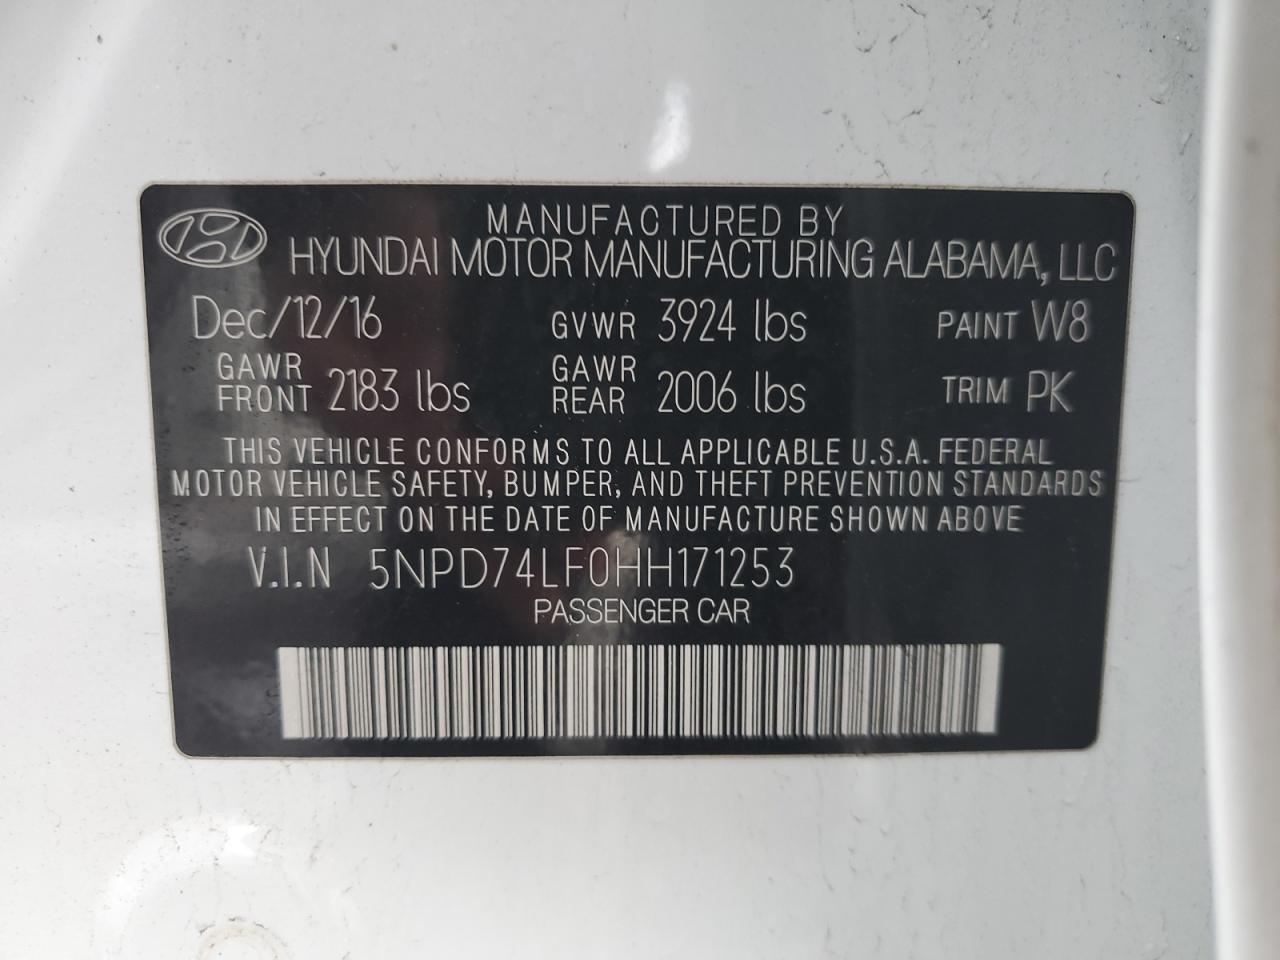 MANUFACTURED BY
HYUNDAI MOTOR MANUFACTURING ALABAMA, LLC
Dec/12/16 GVWR 3924 lbs PAINT W8
GAWR FRONT 2183 lbs GAWR REAR 2006 lbs TRIM PK
THIS VEHICLE CONFORMS TO ALL APPLICABLE U.S.A. FEDERAL
MOTOR VEHICLE SAFETY, BUMPER, AND THEFT PREVENTION STANDARDS
IN EFFECT ON THE DATE OF MANUFACTURE SHOWN ABOVE
V.I.N 5NPD74LF0HH171253
PASSENGER CAR